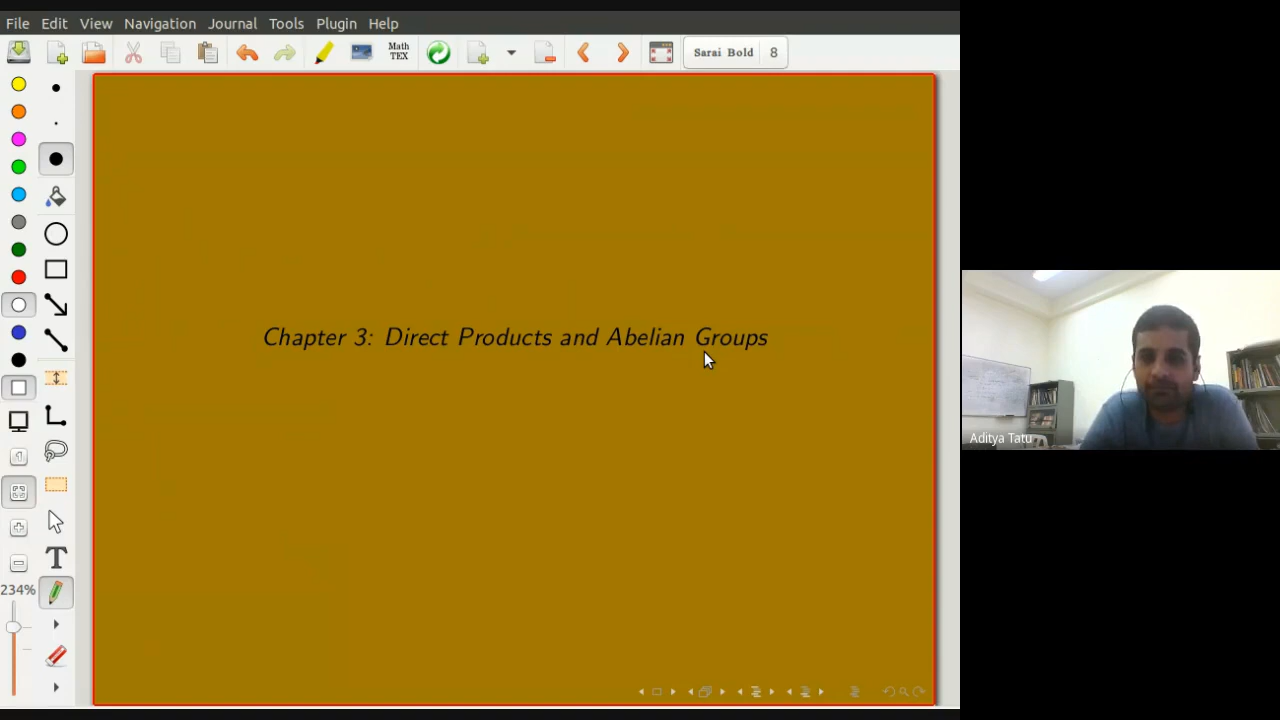 File Edit View Navigation Journal Tools Plugin Help
Math
TEX
Sarai Bold 8
Chapter 3: Direct Products and Abelian Groups
Aditya Tatu
T
234%